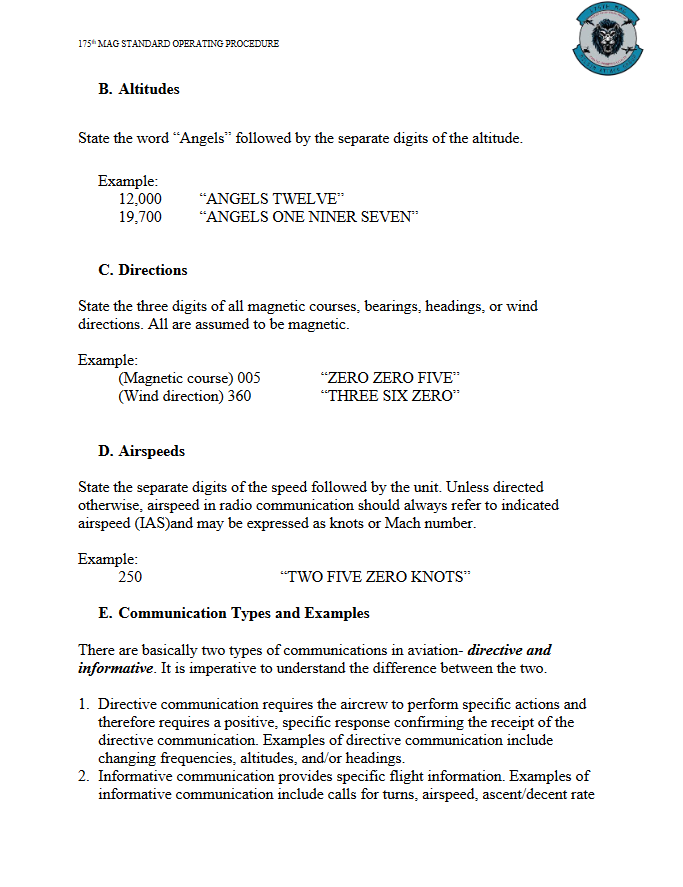 175th MAG STANDARD OPERATING PROCEDURE
B. Altitudes
State the word “Angels” followed by the separate digits of the altitude.
Example:
12,000 “ANGELS TWELVE”
19,700 “ANGELS ONE NINER SEVEN”
C. Directions
State the three digits of all magnetic courses, bearings, headings, or wind
directions. All are assumed to be magnetic.
Example:
(Magnetic course) 005 “ZERO ZERO FIVE”
(Wind direction) 360 “THREE SIX ZERO”
D. Airspeeds
State the separate digits of the speed followed by the unit. Unless directed
otherwise, airspeed in radio communication should always refer to indicated
airspeed (IAS)and may be expressed as knots or Mach number.
Example:
250 “TWO FIVE ZERO KNOTS”
E. Communication Types and Examples
There are basically two types of communications in aviation- directive and
informative. It is imperative to understand the difference between the two.
1. Directive communication requires the aircrew to perform specific actions and
therefore requires a positive, specific response confirming the receipt of the
directive communication. Examples of directive communication include
changing frequencies, altitudes, and/or headings.
2. Informative communication provides specific flight information. Examples of
informative communication include calls for turns, airspeed, ascent/decent rate